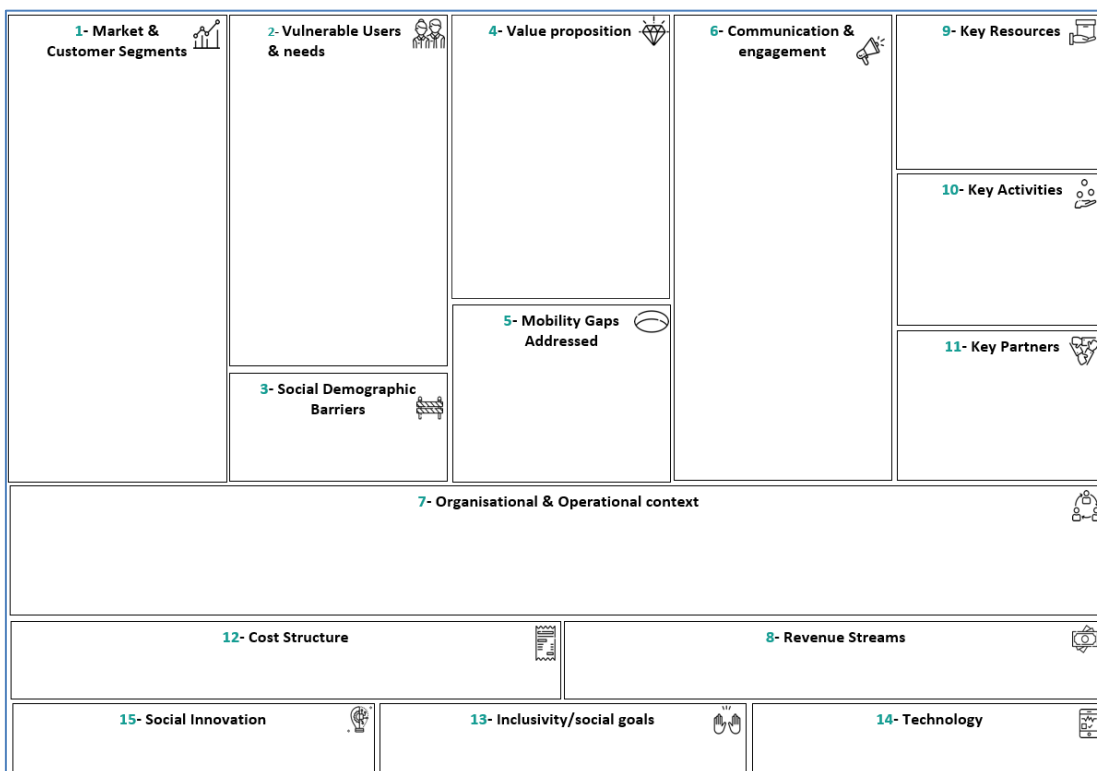 1- Market &
Customer Segments
2- Vulnerable Users
& needs
3- Social Demographic
Barriers
4- Value proposition
5- Mobility Gaps
Addressed
6- Communication &
engagement
9- Key Resources
10- Key Activities
11- Key Partners
7- Organisational & Operational context
12- Cost Structure
8- Revenue Streams
15- Social Innovation
13- Inclusivity/social goals
14- Technology